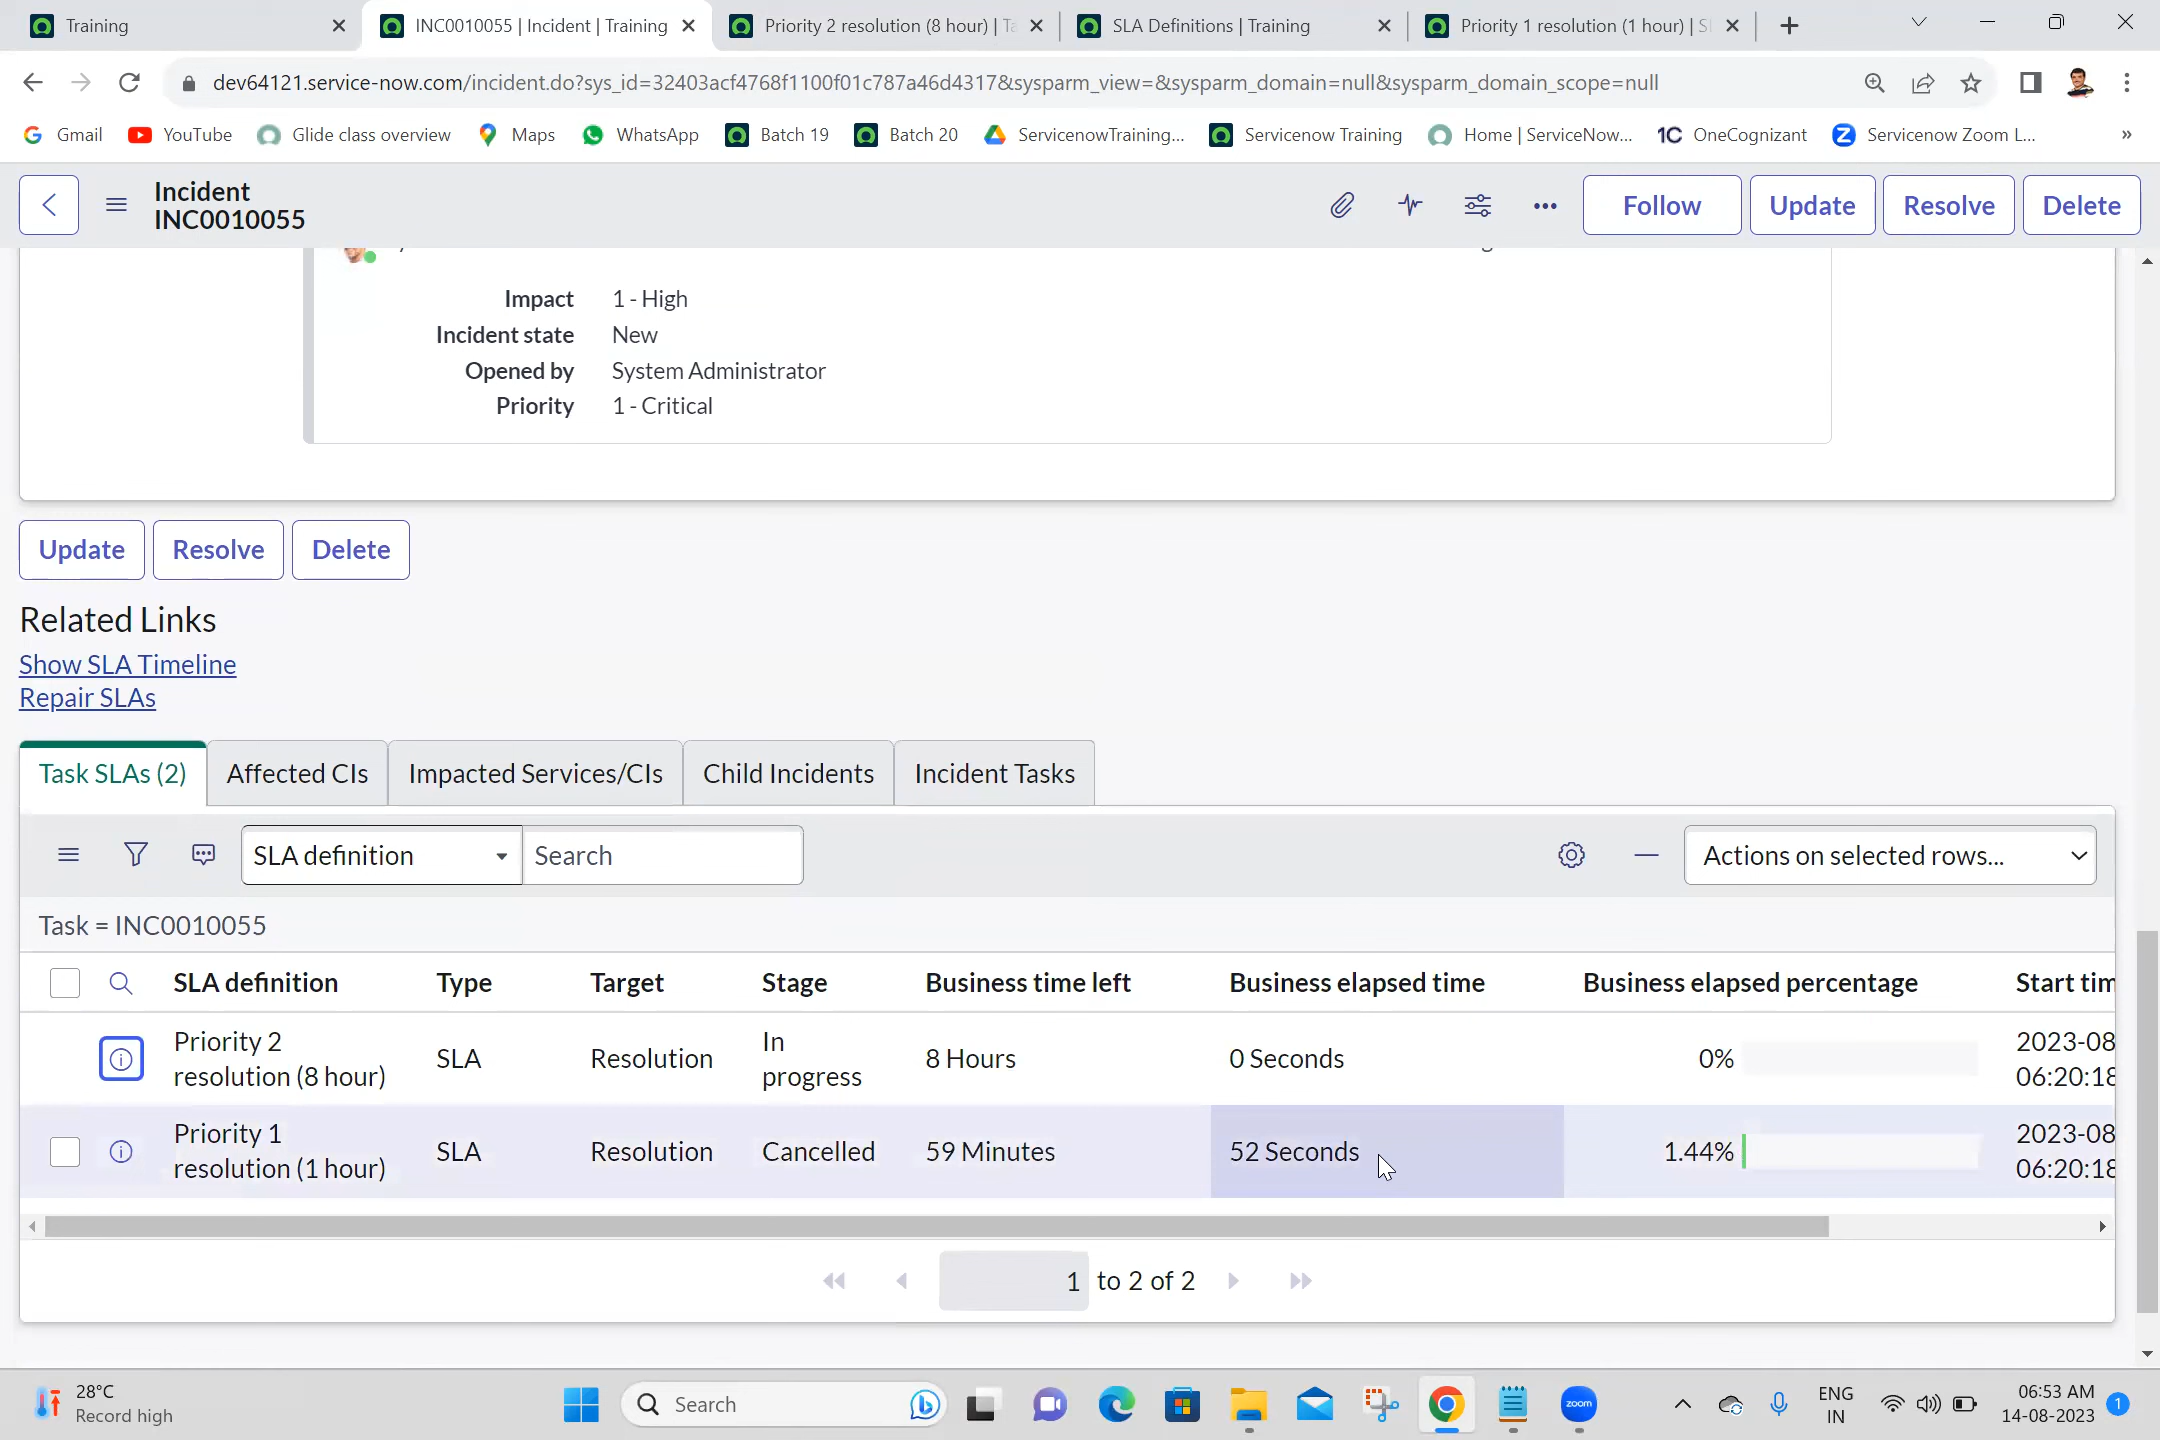 Training
INC0010055 | Incident | Training
Priority 2 resolution (8 hour) | Ta
SLA Definitions | Training
Priority 1 resolution (1 hour) | S
dev64121.service-now.com/incident.do?sys_id=32403acf4768f1100f01c787a46d4317&sysparm_view=&sysparm_domain=null&sysparm_domain_scope=null
Gmail
YouTube
Glide class overview
Maps
WhatsApp
Batch 19
Batch 20
ServicenowTraining...
Servicenow Training
Home | ServiceNow...
1C OneCognizant
Servicenow Zoom L...
»
Incident
INC0010055
Follow
Update
Resolve
Delete
Impact 1 - High
Incident state New
Opened by System Administrator
Priority 1 - Critical
Update
Resolve
Delete
Related Links
Show SLA Timeline
Repair SLAs
Task SLAs (2)
Affected CIs
Impacted Services/CIs
Child Incidents
Incident Tasks
SLA definition
Search
Actions on selected rows...
Task = INC0010055
SLA definition Type Target Stage Business time left Business elapsed time Business elapsed percentage Start tim
Priority 2 resolution (8 hour) SLA Resolution In progress 8 Hours 0 Seconds 0% 2023-08 06:20:18
Priority 1 resolution (1 hour) SLA Resolution Cancelled 59 Minutes 52 Seconds 1.44% 2023-08 06:20:18
1 to 2 of 2
28°C
Record high
Search
zoom
ENG
IN
06:53 AM
14-08-2023
1